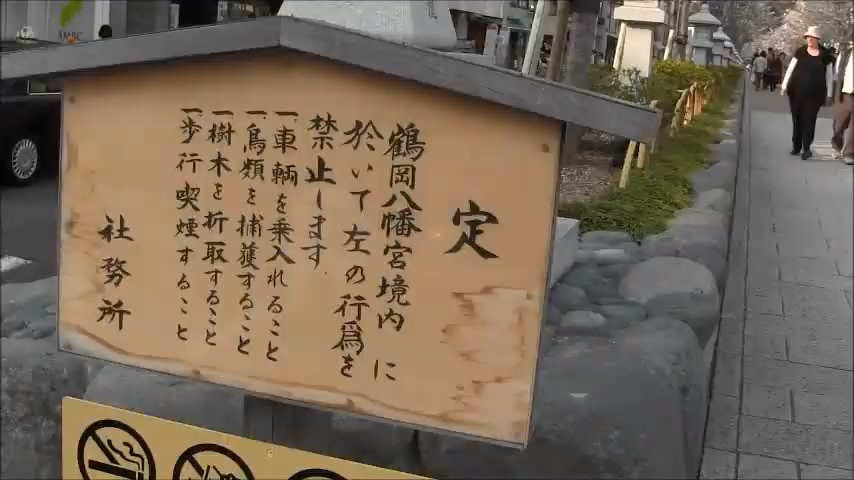 定
鶴岡八幡宮境内に
於いて左の行爲を
禁止します
一車輌を乗入れること
一鳥類を捕獲すること
一樹木を折取すること
一歩行喫煙すること
社務所